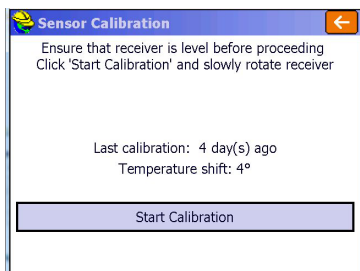 Sensor Calibration
Ensure that receiver is level before proceeding
Click 'Start Calibration' and slowly rotate receiver
Last calibration: 4 day(s) ago
Temperature shift: 4°
Start Calibration